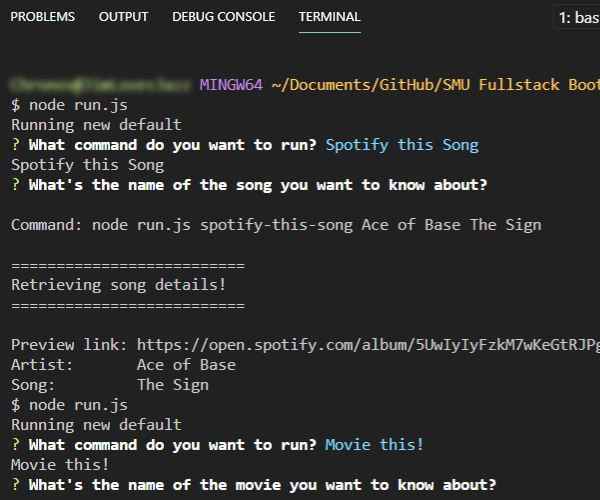 PROBLEMS OUTPUT DEBUG CONSOLE TERMINAL 1: bas
MINGW64 ~/Documents/GitHub/SMU Fullstack Boot
$ node run.js
Running new default
? What command do you want to run? Spotify this Song
Spotify this Song
? What's the name of the song you want to know about?
Command: node run.js spotify-this-song Ace of Base The Sign
==========================
Retrieving song details!
==========================
Preview link: https://open.spotify.com/album/5UwIyIyFzkM7wKeGtRJPg
Artist: Ace of Base
Song: The Sign
$ node run.js
Running new default
? What command do you want to run? Movie this!
Movie this!
? What's the name of the movie you want to know about?